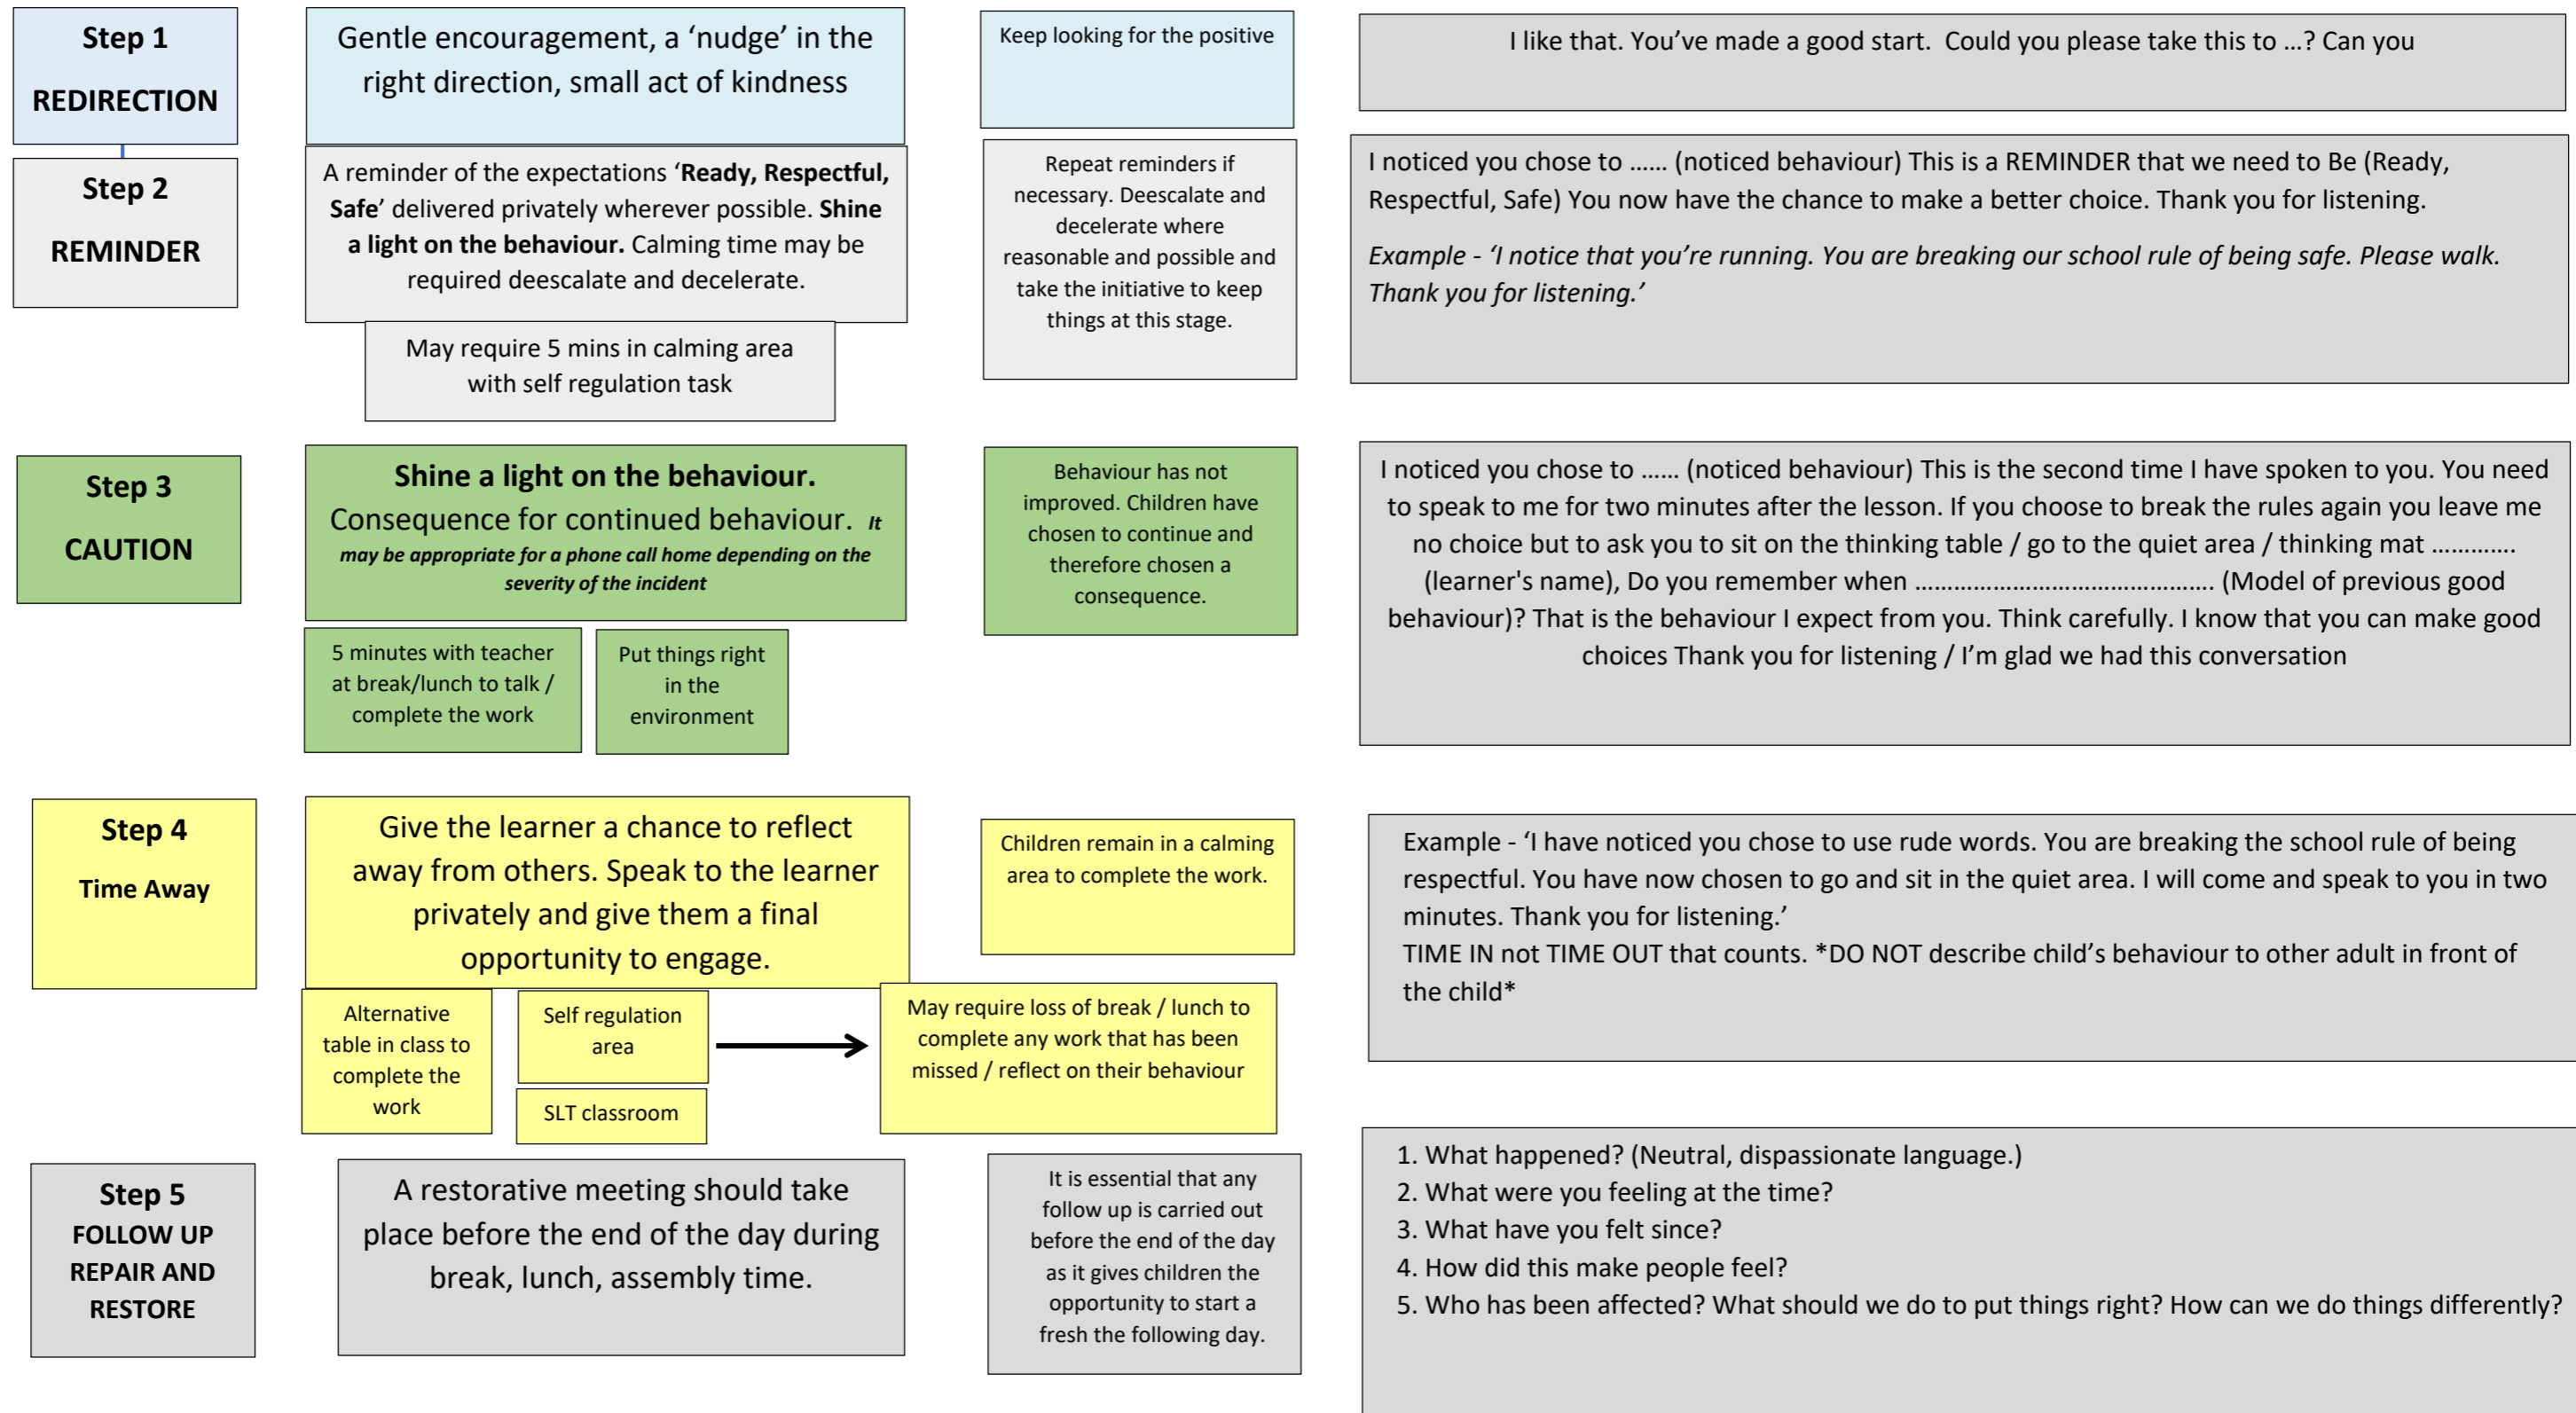 Step 1
REDIRECTION
Gentle encouragement, a ‘nudge’ in the
right direction, small act of kindness
Keep looking for the positive
I like that. You’ve made a good start.  Could you please take this to …? Can you
Step 2
REMINDER
A reminder of the expectations ‘Ready, Respectful,
Safe’ delivered privately wherever possible. Shine
a light on the behaviour. Calming time may be
required deescalate and decelerate.
May require 5 mins in calming area
with self regulation task
Repeat reminders if
necessary. Deescalate and
decelerate where
reasonable and possible and
take the initiative to keep
things at this stage.
I noticed you chose to …… (noticed behaviour) This is a REMINDER that we need to Be (Ready,
Respectful, Safe) You now have the chance to make a better choice. Thank you for listening.
Example - ‘I notice that you’re running. You are breaking our school rule of being safe. Please walk.
Thank you for listening.’
Step 3
CAUTION
Shine a light on the behaviour.
Consequence for continued behaviour. It
may be appropriate for a phone call home depending on the
severity of the incident
5 minutes with teacher
at break/lunch to talk /
complete the work
Put things right
in the
environment
Behaviour has not
improved. Children have
chosen to continue and
therefore chosen a
consequence.
I noticed you chose to …… (noticed behaviour) This is the second time I have spoken to you. You need
to speak to me for two minutes after the lesson. If you choose to break the rules again you leave me
no choice but to ask you to sit on the thinking table / go to the quiet area / thinking mat ………….
(learner's name), Do you remember when ………………………………. (Model of previous good
behaviour)? That is the behaviour I expect from you. Think carefully. I know that you can make good
choices Thank you for listening / I’m glad we had this conversation
Step 4
Time Away
Give the learner a chance to reflect
away from others. Speak to the learner
privately and give them a final
opportunity to engage.
Children remain in a calming
area to complete the work.
Alternative
table in class to
complete the
work
Self regulation
area
SLT classroom
May require loss of break / lunch to
complete any work that has been
missed / reflect on their behaviour
Example - ‘I have noticed you chose to use rude words. You are breaking the school rule of being
respectful. You have now chosen to go and sit in the quiet area. I will come and speak to you in two
minutes. Thank you for listening.’
TIME IN not TIME OUT that counts. *DO NOT describe child’s behaviour to other adult in front of
the child*
Step 5
FOLLOW UP
REPAIR AND
RESTORE
A restorative meeting should take
place before the end of the day during
break, lunch, assembly time.
It is essential that any
follow up is carried out
before the end of the day
as it gives children the
opportunity to start a
fresh the following day.
1. What happened? (Neutral, dispassionate language.)
2. What were you feeling at the time?
3. What have you felt since?
4. How did this make people feel?
5. Who has been affected? What should we do to put things right? How can we do things differently?